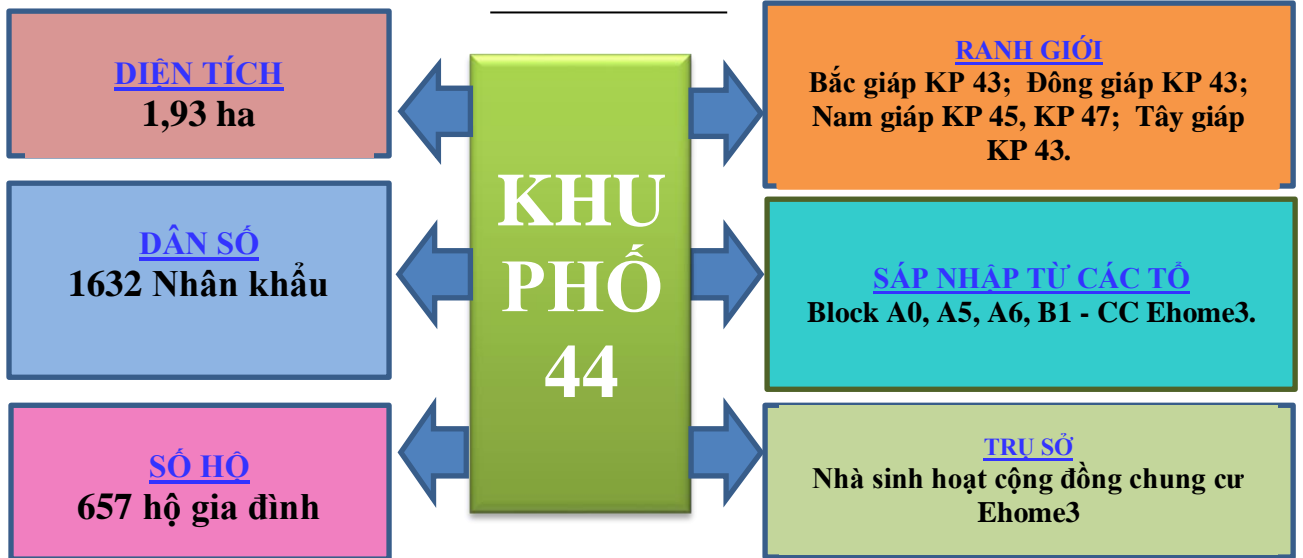 DIỆN TÍCH
1,93 ha
DÂN SỐ
1632 Nhân khẩu
SỐ HỘ
657 hộ gia đình
KHU
PHỐ
44
RANH GIỚI
Bắc giáp KP 43; Đông giáp KP 43;
Nam giáp KP 45, KP 47; Tây giáp
KP 43.
SÁP NHẬP TỪ CÁC TỔ
Block A0, A5, A6, B1 - CC Ehome3.
TRỤ SỞ
Nhà sinh hoạt cộng đồng chung cư
Ehome3